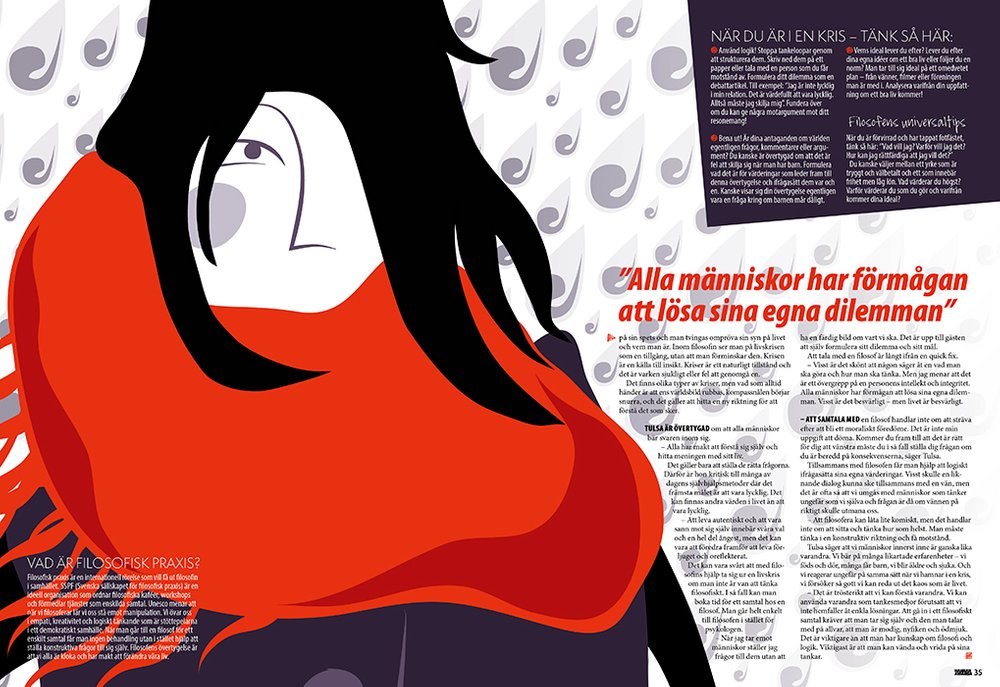 NÄR DU ÄR I EN KRIS – TÄNK SÅ HÄR:
Använd logik! Stoppa tankeloopar genom
att strukturera dem. Skriv ned dem på ett
papper eller tala med en person som du får
motstånd av. Formulera ditt dilemma som en
debattartikel. Till exempel: ”Jag är inte lycklig
i min relation. Det är värdefullt att vara lycklig.
Alltså måste jag skilja mig”. Fundera över
om du kan ge några motargument mot ditt
resonemang!
Bena ut! Är dina antaganden om världen
egentligen frågor, kommentarer eller argu-
ment? Du kanske är övertygad om att det är
fel att skilja sig när man har barn. Formulera
vad det är för värderingar som leder fram till
denna övertygelse och ifrågasätt dem var och
en. Kanske visar sig din övertygelse egentligen
vara en fråga kring om barnen mår dåligt.
Vems ideal lever du efter? Lever du efter
dina egna idéer om ett bra liv eller följer du en
norm? Man tar till sig ideal på ett omedvetet
plan – från vänner, filmer eller föreningen
man är med i. Analysera varifrån din uppfatt-
ning om ett bra liv kommer!
Filosofens universaltips
När du är förvirrad och har tappat fotfästet,
tänk så här: ”Vad vill jag? Varför vill jag det?
Hur kan jag rättfärdiga att jag vill det?”
Du kanske väljer mellan ett yrke som är
tryggt och välbetalt och ett som innebär
frihet men låg lön. Vad värderar du högst?
Varför värderar du som du gör och varifrån
kommer dina ideal?
”Alla människor har förmågan
att lösa sina egna dilemman”
på sin spets och man tvingas ompröva sin syn på livet
och vem man är. Inom filosofin ser man på livskrisen
som en tillgång, utan att man förminskar den. Krisen
är en källa till insikt. Kriser är ett naturligt tillstånd och
det är varken sjukligt eller fel att genomgå en.
Det finns olika typer av kriser, men vad som alltid
händer är att ens världsbild rubbas, kompassnålen börjar
snurra, och det gäller att hitta en ny riktning för att
förstå det som sker.
TULSA ÄR ÖVERTYGAD om att alla människor
bär svaren inom sig.
– Alla har makt att förstå sig själv och
hitta meningen med sitt liv.
Det gäller bara att ställa de rätta frågorna.
Därför är hon kritisk till många av
dagens självhjälpsmetoder där det
främsta målet är att vara lycklig. Det
kan finnas andra värden i livet än att
vara lycklig.
– Att leva autentiskt och att vara
sann mot sig själv innebär svåra val
och en hel del ångest, men det kan
vara att föredra framför att leva för-
ljuget och oreflekterat.
Det kan vara svårt att med filo-
sofins hjälp ta sig ur en livskris
om man inte är van att tänka
filosofiskt. I så fall kan man
boka tid för ett samtal hos en
filosof. Man går helt enkelt
till filosofen i stället för
psykologen.
– När jag tar emot
människor ställer jag
frågor till dem utan att
ha en färdig bild om vart vi ska. Det är upp till gästen
att själv formulera sitt dilemma och sitt mål.
Att tala med en filosof är långt ifrån en quick fix.
– Visst är det skönt att någon säger åt en vad man
ska göra och hur man ska tänka. Men jag menar att det
är ett övergrepp på en personens intellekt och integritet.
Alla människor har förmågan att lösa sina egna dilem-
man. Visst är det besvärligt – men livet är besvärligt.
– ATT SAMTALA MED en filosof handlar inte om att sträva
efter att bli ett moraliskt föredöme. Det är inte min
uppgift att döma. Kommer du fram till att det är rätt
för dig att vänstra måste du i så fall ställa dig frågan om
du är beredd på konsekvenserna, säger Tulsa.
Tillsammans med filosofen får man hjälp att logiskt
ifrågasätta sina egna värderingar. Visst skulle en lik-
nande dialog kunna ske tillsammans med en vän, men
det är ofta så att vi umgås med människor som tänker
ungefär som vi själva och frågan är då om vännen på
riktigt skulle utmana oss.
– Att filosofera kan låta lite komiskt, men det handlar
inte om att sitta och tänka hur som helst. Man måste
tänka i en konstruktiv riktning och få motstånd.
Tulsa säger att vi människor innerst inne är ganska lika
varandra. Vi bär på många likartade erfarenheter – vi
föds och dör, många får barn, vi blir äldre och sjuka. Och
vi reagerar ungefär på samma sätt när vi hamnar i en kris,
vi försöker så gott vi kan reda ut det kaos som är livet.
– Det är trösterikt att vi kan förstå varandra. Vi kan
använda varandra som tankesmedjor förutsatt att vi
inte hemfaller åt enkla lösningar. Att gå in i ett filosofiskt
samtal kräver att man tar sig själv och den man talar
med på allvar, att man är modig, nyfiken och ödmjuk.
Det är viktigare än att man har kunskap om filosofi och
logik. Viktigast är att man kan vända och vrida på sina
tankar.
VAD ÄR FILOSOFISK PRAXIS?
Filosofisk praxis är en internationell rörelse som vill få ut filosofin
i samhället. SSFP (Svenska sällskapet för filosofisk praxis) är en
ideell organisation som ordnar filosofiska kaféer, workshops
och förmedlar tjänster som enskilda samtal. Unesco menar att
när vi filosoferar lär vi oss stå emot manipulation. Vi övar oss
i empati, kreativitet och logiskt tänkande som är stöttepelarna
i ett demokratiskt samhälle. När man går till en filosof för ett
enskilt samtal får man ingen behandling utan i stället hjälp att
ställa konstruktiva frågor till sig själv. Filosofens övertygelse är
att vi alla är kloka och har makt att förändra våra liv.
35